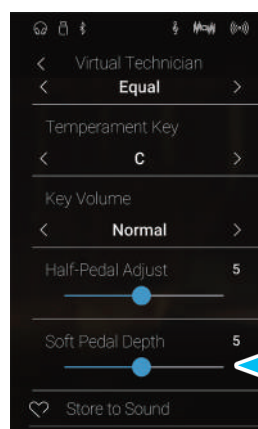 Virtual Technician
Equal
Temperament Key
C
Key Volume
Normal
Half-Pedal Adjust 5
Soft Pedal Depth 5
Store to Sound